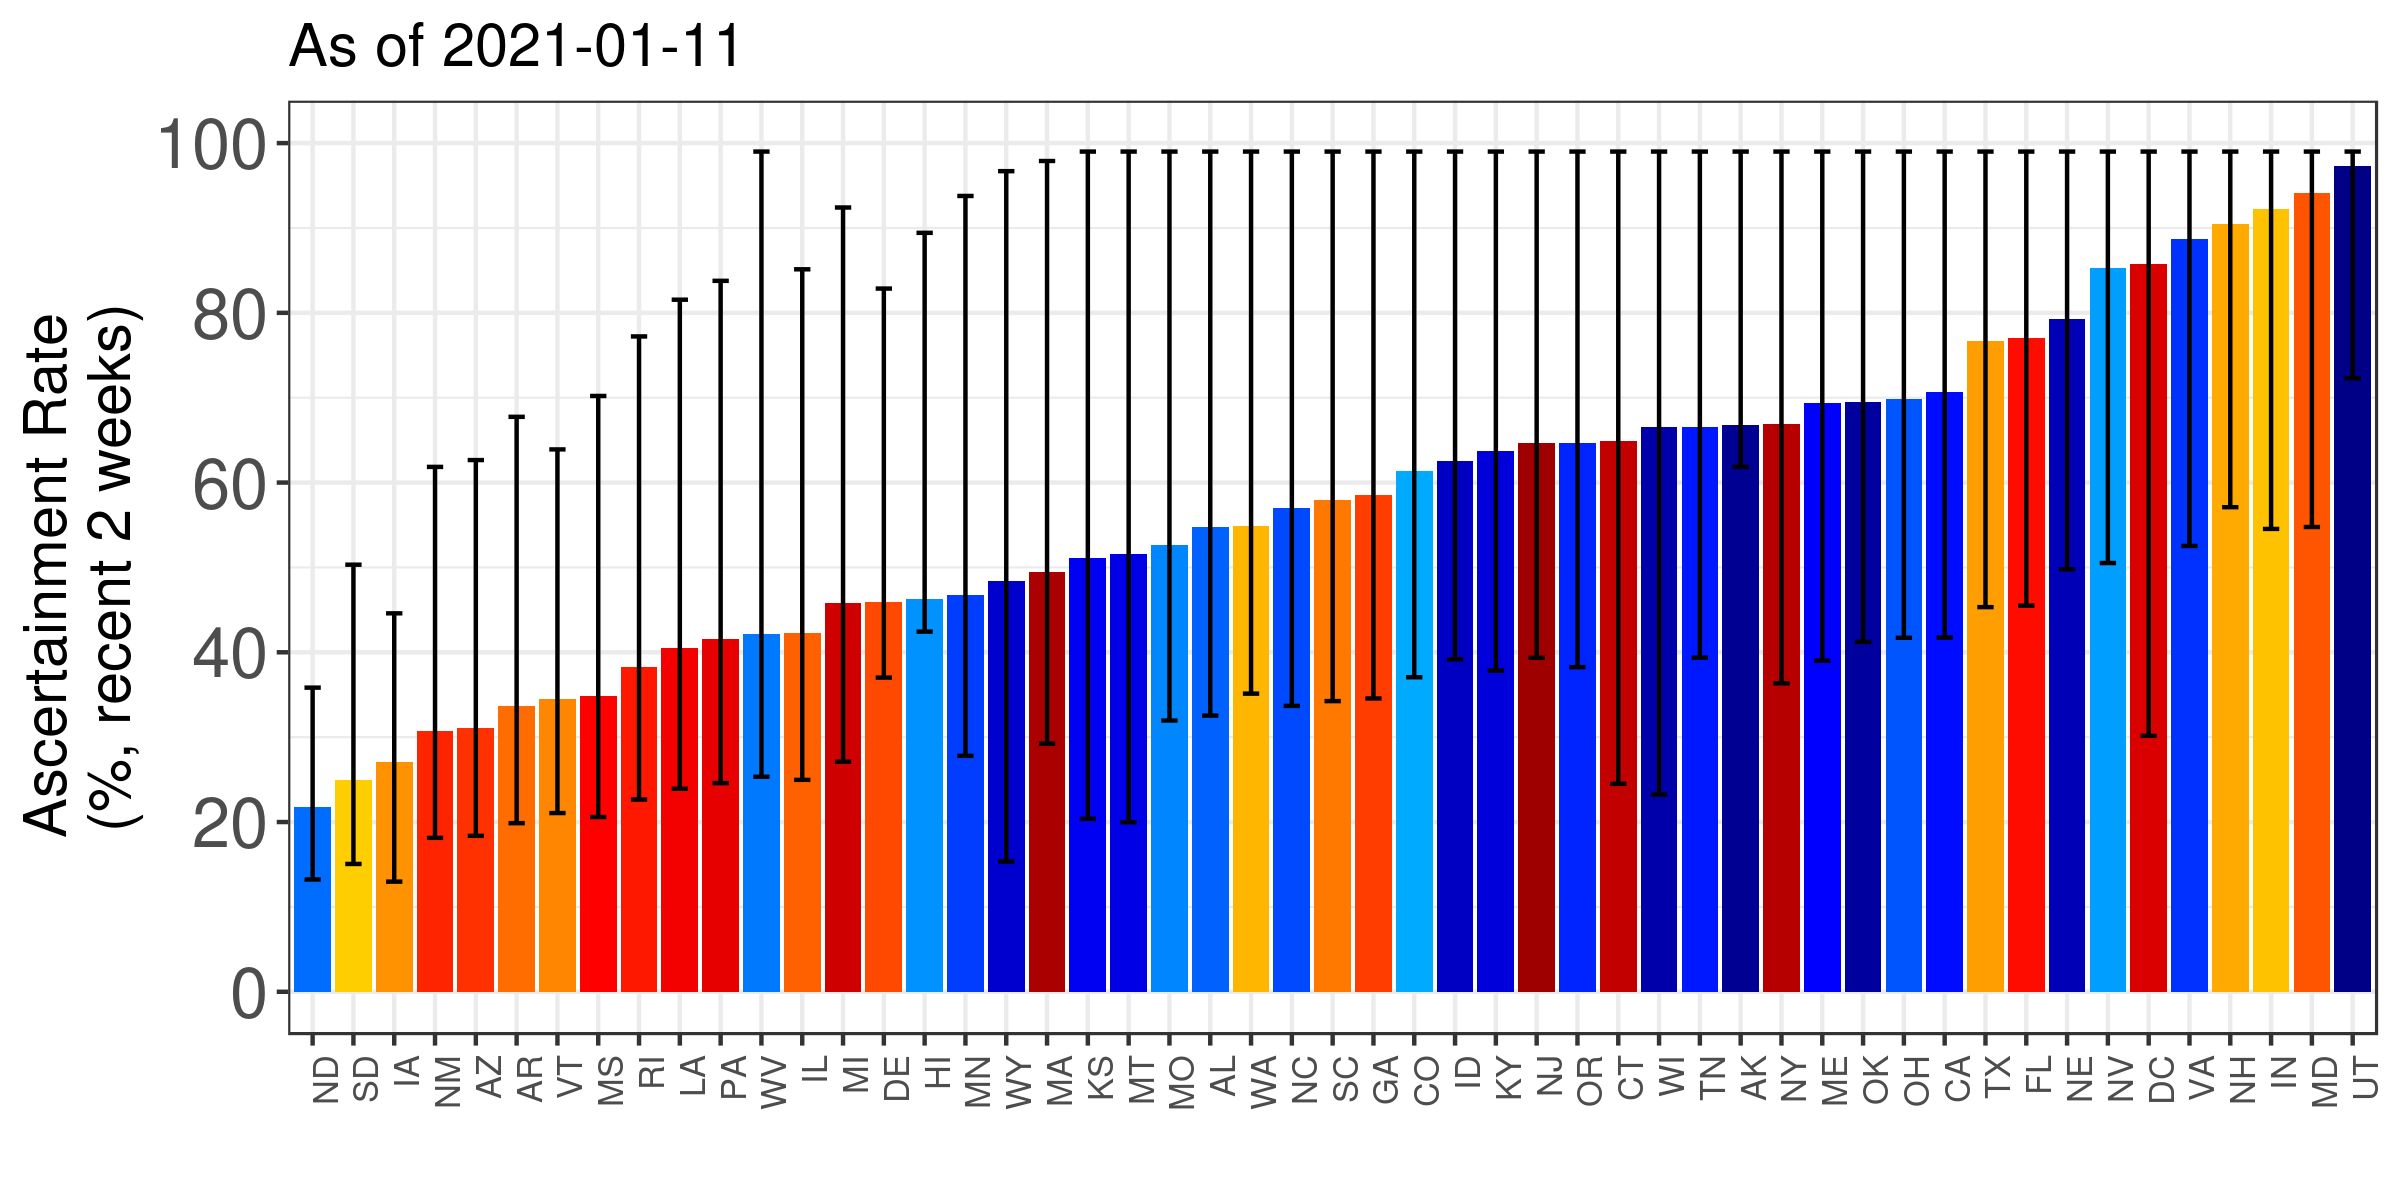 As of 2021-01-11
Ascertainment Rate
(%, recent 2 weeks)
100
80
60
40
20
0
ND SD IA NM AZ AR VT MS RI LA PA WV IL MI DE HI MN WY MA KS MT MO AL WA NC SC GA CO ID KY NJ OR CT WI TN AK NY ME OK OH CA TX FL NE NV DC VA NH IN MD UT